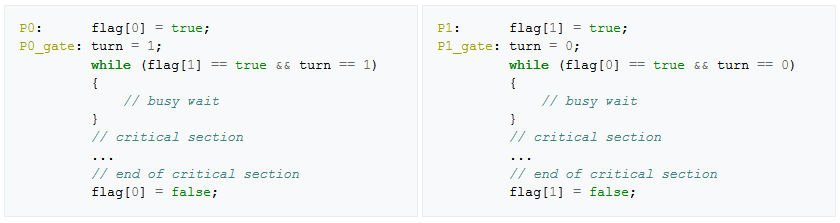 P0:      flag[0] = true;
P0_gate: turn = 1;
         while (flag[1] == true && turn == 1)
         {
             // busy wait
         }
         // critical section
         ...
         // end of critical section
         flag[0] = false;
P1:      flag[1] = true;
P1_gate: turn = 0;
         while (flag[0] == true && turn == 0)
         {
             // busy wait
         }
         // critical section
         ...
         // end of critical section
         flag[1] = false;